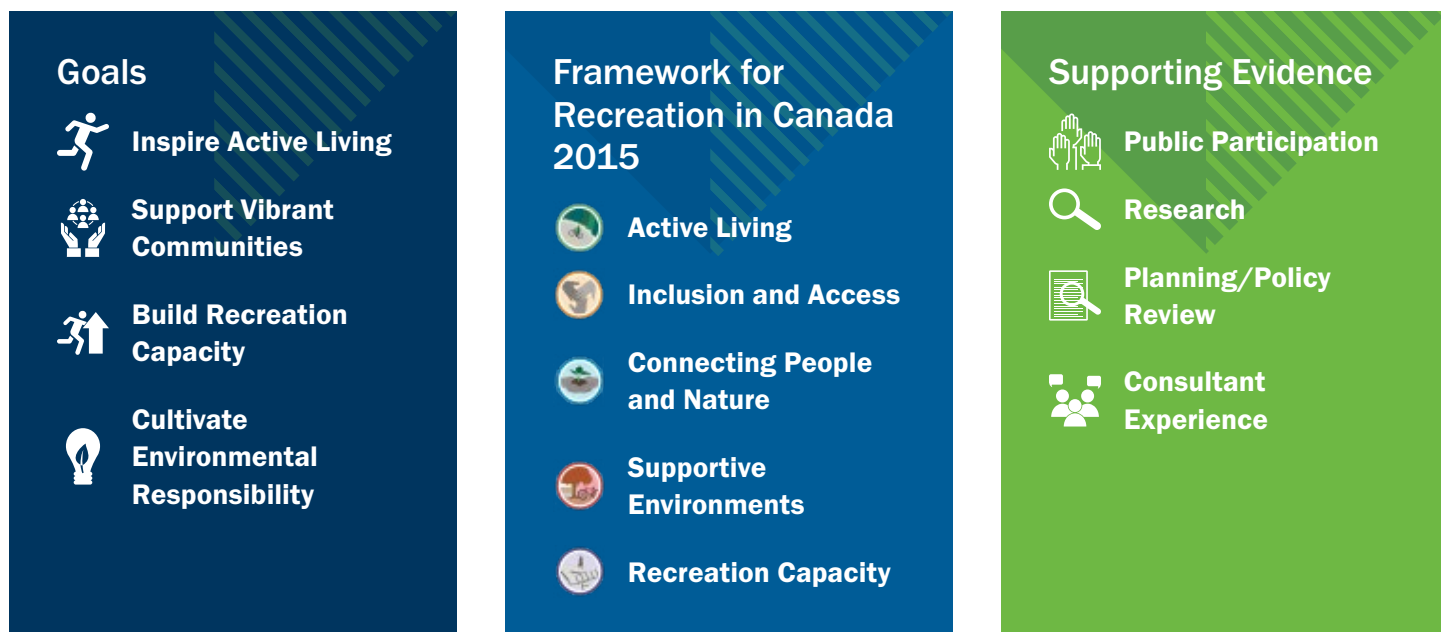 Goals
Inspire Active Living
Support Vibrant
Communities
Build Recreation
Capacity
Cultivate
Environmental
Responsibility
Framework for
Recreation in Canada
2015
Active Living
Inclusion and Access
Connecting People
and Nature
Supportive
Environments
Recreation Capacity
Supporting Evidence
Public Participation
Research
Planning/Policy
Review
Consultant
Experience